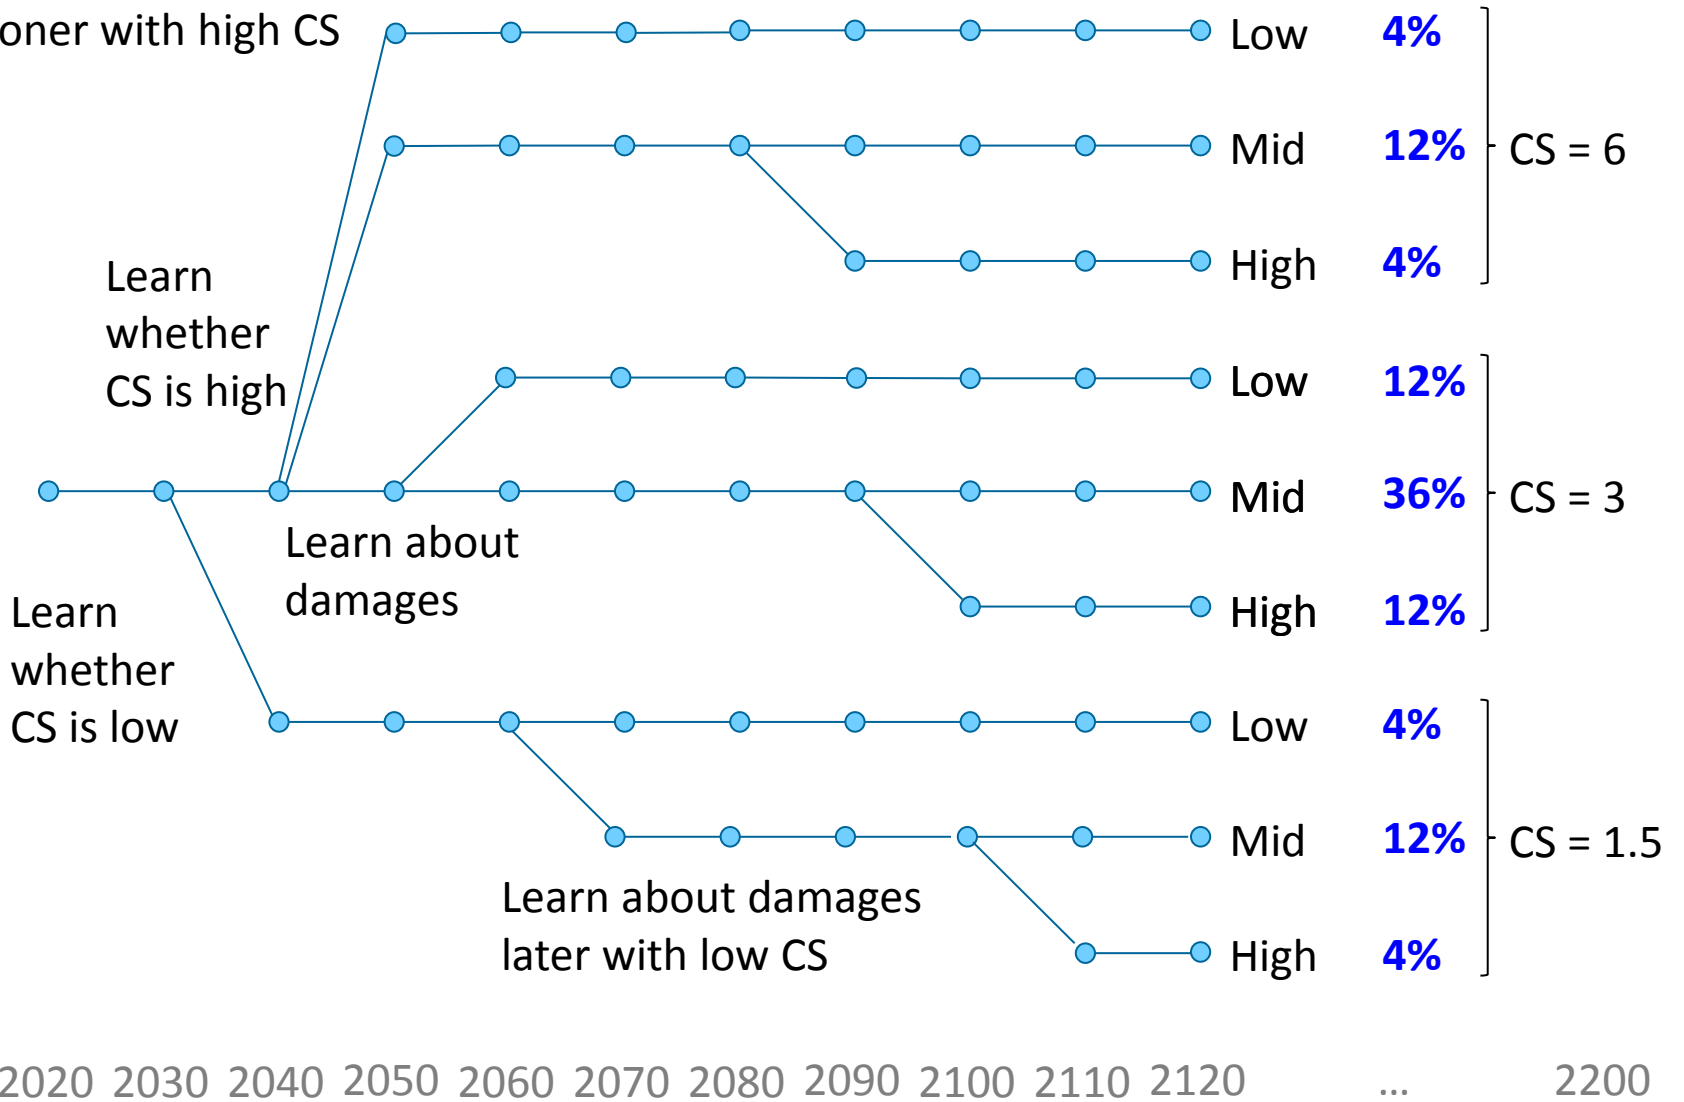 oner with high CS
Low 4%
Mid 12% CS = 6
High 4%
Learn
whether
CS is high
Low 12%
Mid 36% CS = 3
Learn about
damages
High 12%
Learn
whether
CS is low
Low 4%
Mid 12% CS = 1.5
Learn about damages
later with low CS
High 4%
2020 2030 2040 2050 2060 2070 2080 2090 2100 2110 2120 ... 2200